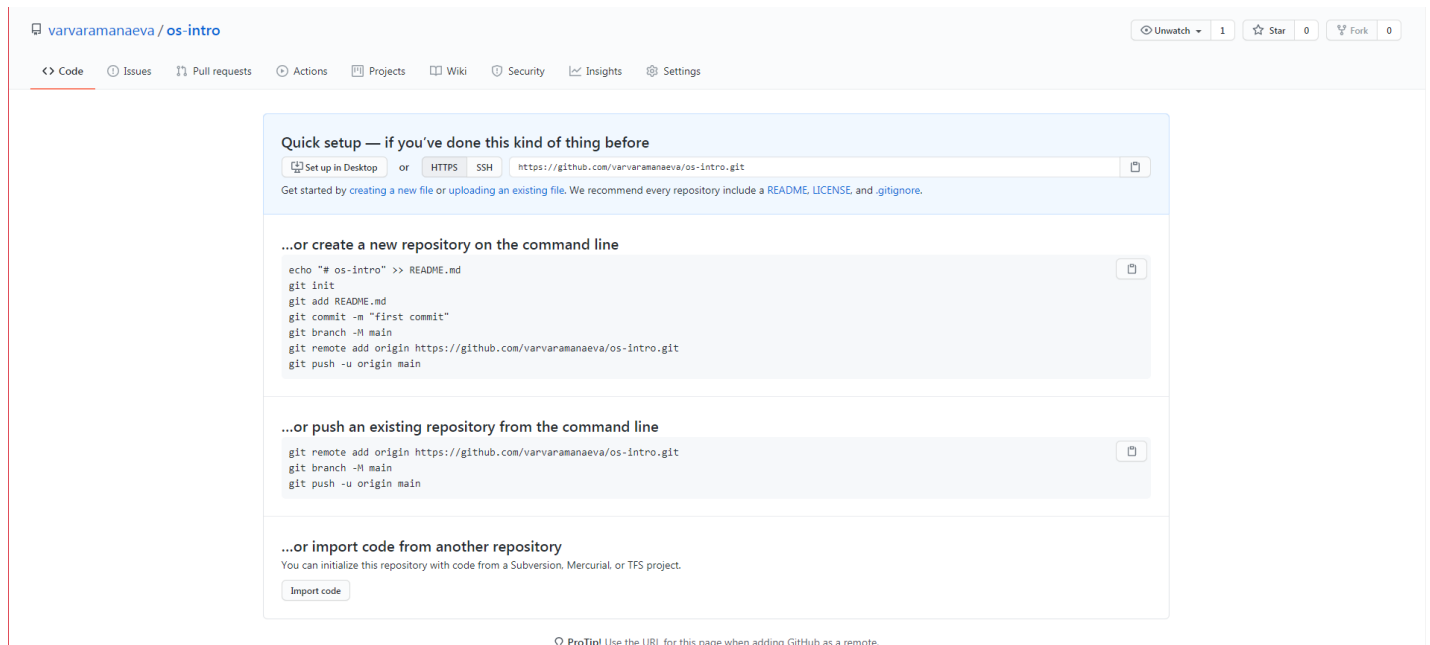 varvaramanaeva / os-intro
Unwatch 1 Star 0 Fork 0
Code Issues Pull requests Actions Projects Wiki Security Insights Settings
Quick setup — if you've done this kind of thing before
Set up in Desktop or HTTPS SSH https://github.com/varvaramanaeva/os-intro.git
Get started by creating a new file or uploading an existing file. We recommend every repository include a README, LICENSE, and .gitignore.
...or create a new repository on the command line
echo "# os-intro" >> README.md
git init
git add README.md
git commit -m "first commit"
git branch -M main
git remote add origin https://github.com/varvaramanaeva/os-intro.git
git push -u origin main
...or push an existing repository from the command line
git remote add origin https://github.com/varvaramanaeva/os-intro.git
git branch -M main
git push -u origin main
...or import code from another repository
You can initialize this repository with code from a Subversion, Mercurial, or TFS project.
Import code
ProTip! Use the URL for this page when adding GitHub as a remote.